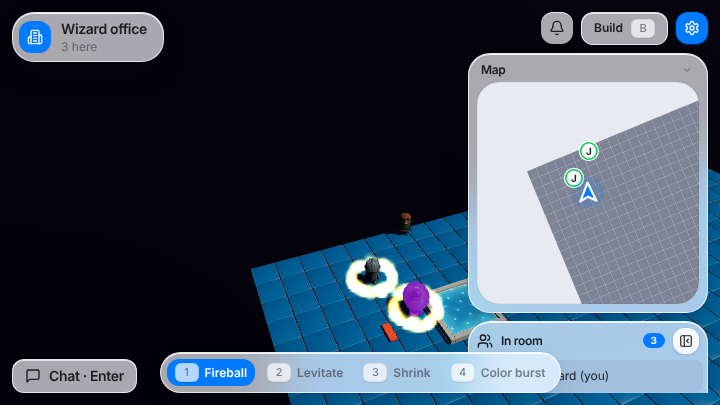 Wizard office
3 here
Build B
Map
J
J
In room 3
ard (you)
Chat · Enter
1 Fireball 2 Levitate 3 Shrink 4 Color burst